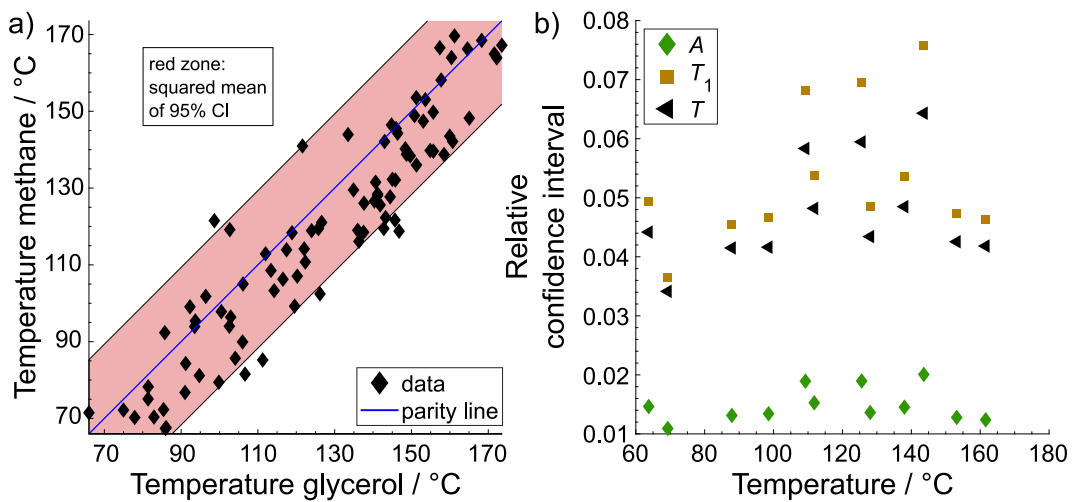 a)
Temperature methane / °C
170
150
130
110
90
70
red zone:
squared mean
of 95% CI
data
parity line
70
90
110
130
150
170
Temperature glycerol / °C
b)
Relative
confidence interval
0.08
0.07
0.06
0.05
0.04
0.03
0.02
0.01
A
T1
T
60
80
100
120
140
160
180
Temperature / °C